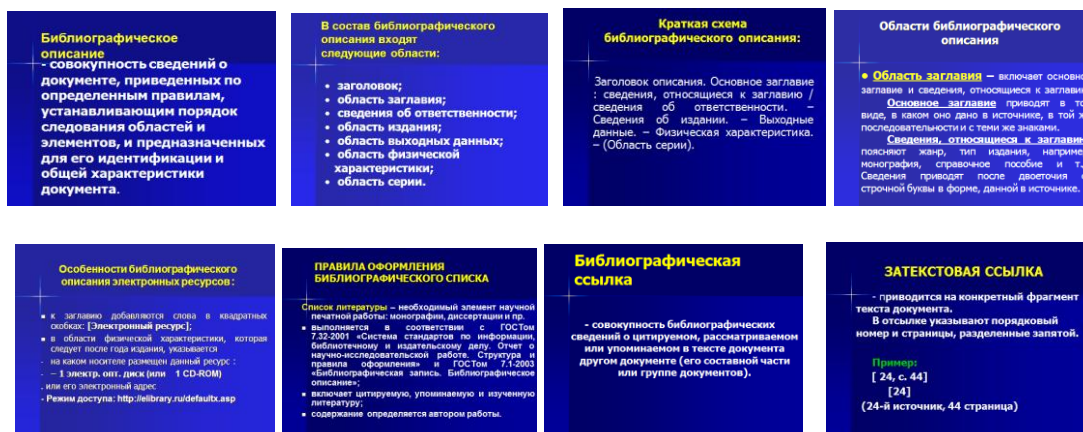 Библиографическое
описание
- совокупность сведений о
документе, приведенных по
определенным правилам,
устанавливающим порядок
следования областей и
элементов, и предназначенных
для его идентификации и
общей характеристики
документа.
В состав библиографического
описания входят
следующие области:
• заголовок;
• область заглавия;
• сведения об ответственности;
• область издания;
• область выходных данных;
• область физической
характеристики;
• область серии.
Краткая схема
библиографического описания:
Заголовок описания. Основное заглавие
: сведения, относящиеся к заглавию /
сведения об ответственности. –
Сведения об издании. – Выходные
данные. – Физическая характеристика.
– (Область серии).
Области библиографического
описания
• Область заглавия – включает основно
заглавие и сведения, относящиеся к заглави
Основное заглавие приводят в то
виде, в каком оно дано в источнике, в той ж
последовательности и с теми же знаками.
Сведения, относящиеся к заглавию
поясняют жанр, тип издания, наприме
монография, справочное пособие и т.
Сведения приводят после двоеточия с
строчной буквы в форме, данной в источнике.
Особенности библиографического
описания электронных ресурсов:
к заглавию добавляются слова в квадратных
скобках: [Электронный ресурс];
в области физической характеристики, которая
следует после года издания, указывается
- на каком носителе размещен данный ресурс :
- – 1 электр. опт. диск (или 1 CD-ROM)
. или его электронный адрес
- Режим доступа: http://elibrary.ru/defaultx.asp
ПРАВИЛА ОФОРМЛЕНИЯ
БИБЛИОГРАФИЧЕСКОГО СПИСКА
Список литературы – необходимый элемент научной
печатной работы: монографии, диссертации и пр.
выполняется в соответствии с ГОСТом
7.32-2001 «Система стандартов по информации,
библиотечному и издательскому делу. Отчет о
научно-исследовательской работе. Структура и
правила оформления» и ГОСТом 7.1-2003
«Библиографическая запись. Библиографическое
описание»;
включает цитируемую, упоминаемую и изученную
литературу;
содержание определяется автором работы.
Библиографическая
ссылка
- совокупность библиографических
сведений о цитируемом, рассматриваемом
или упоминаемом в тексте документа
другом документе (его составной части
или группе документов).
ЗАТЕКСТОВАЯ ССЫЛКА
- приводится на конкретный фрагмент
текста документа.
В отсылке указывают порядковый
номер и страницы, разделенные запятой.
Пример:
[ 24, с. 44]
[24]
(24-й источник, 44 страница)